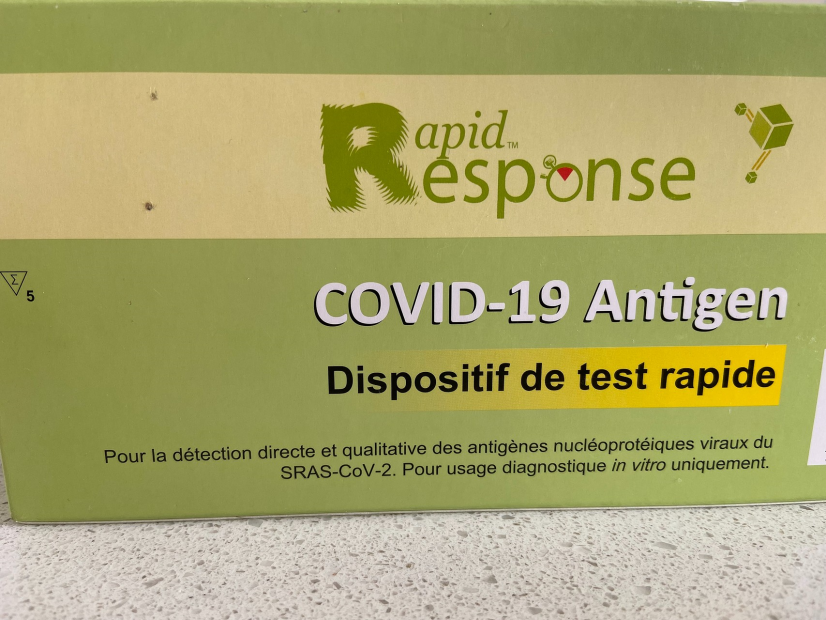 Rapid™
Response
Σ 5
COVID-19 Antigen
Dispositif de test rapide
Pour la détection directe et qualitative des antigènes nucléoprotéiques viraux du
SRAS-CoV-2. Pour usage diagnostique in vitro uniquement.